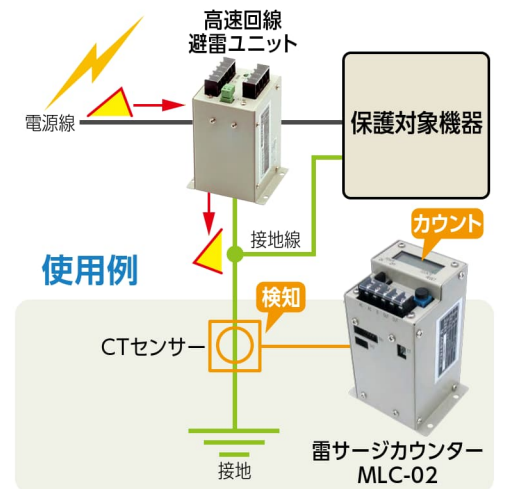 高速回線
避雷ユニット
電源線
保護対象機器
接地線
カウント
使用例
検知
CTセンサー
接地
雷サージカウンター
MLC-02